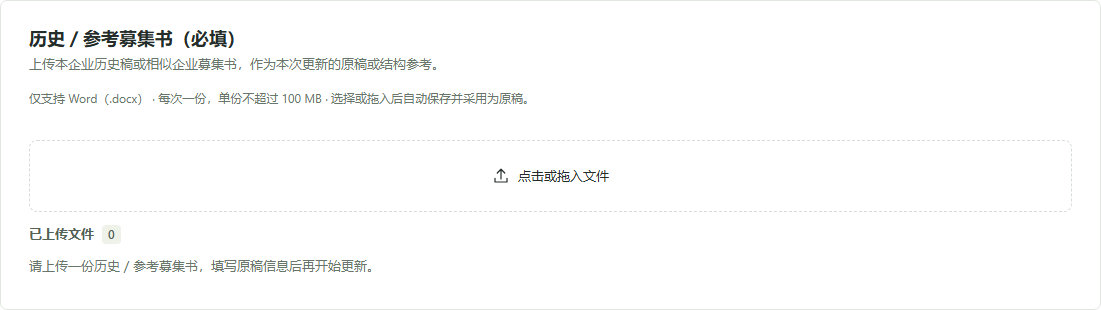 历史 / 参考募集书（必填）
上传本企业历史稿或相似企业募集书，作为本次更新的原稿或结构参考。
仅支持 Word（.docx） · 每次一份，单份不超过 100 MB · 选择或拖入后自动保存并采用为原稿。
点击或拖入文件
已上传文件 0
请上传一份历史 / 参考募集书，填写原稿信息后再开始更新。